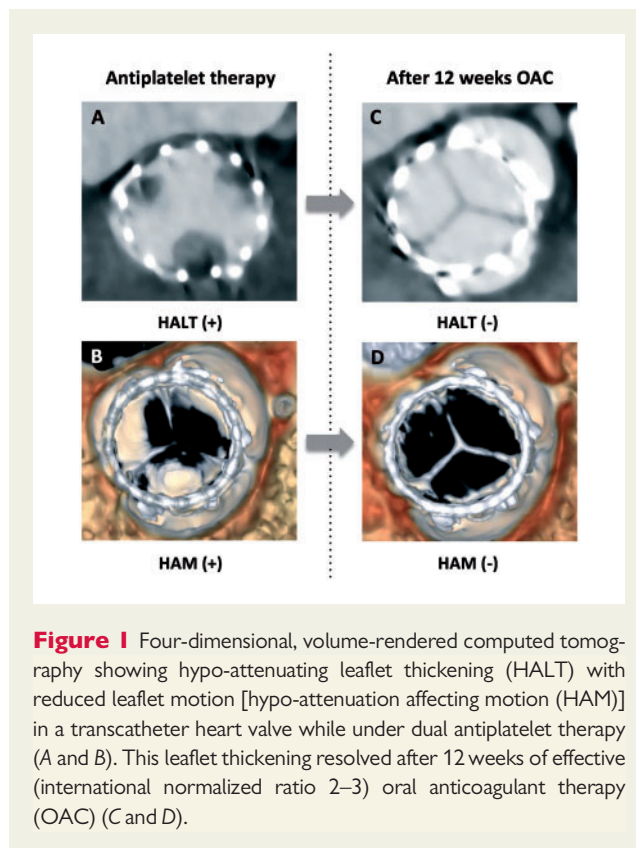 Antiplatelet therapy
After 12 weeks OAC
A
C
HALT (+)
HALT (-)
B
D
HAM (+)
HAM (-)
Figure 1 Four-dimensional, volume-rendered computed tomog-
raphy showing hypo-attenuating leaflet thickening (HALT) with
reduced leaflet motion [hypo-attenuation affecting motion (HAM)]
in a transcatheter heart valve while under dual antiplatelet therapy
(A and B). This leaflet thickening resolved after 12 weeks of effective
(international normalized ratio 2–3) oral anticoagulant therapy
(OAC) (C and D).